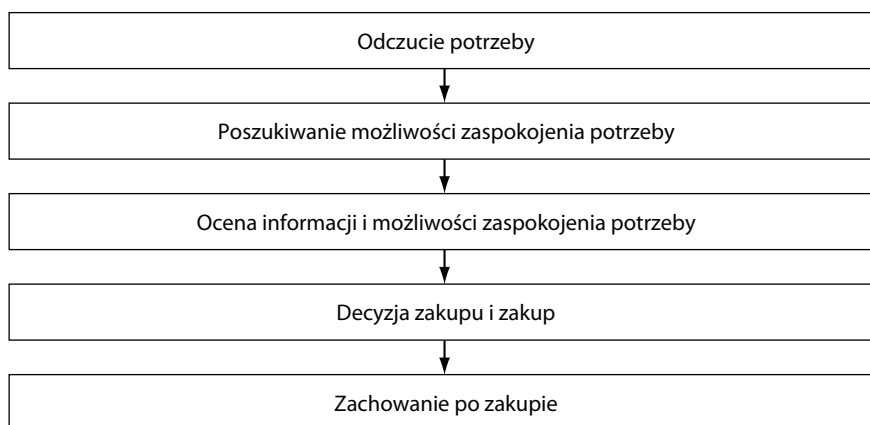 Odczucie potrzeby
Poszukiwanie możliwości zaspokojenia potrzeby
Ocena informacji i możliwości zaspokojenia potrzeby
Decyzja zakupu i zakup
Zachowanie po zakupie